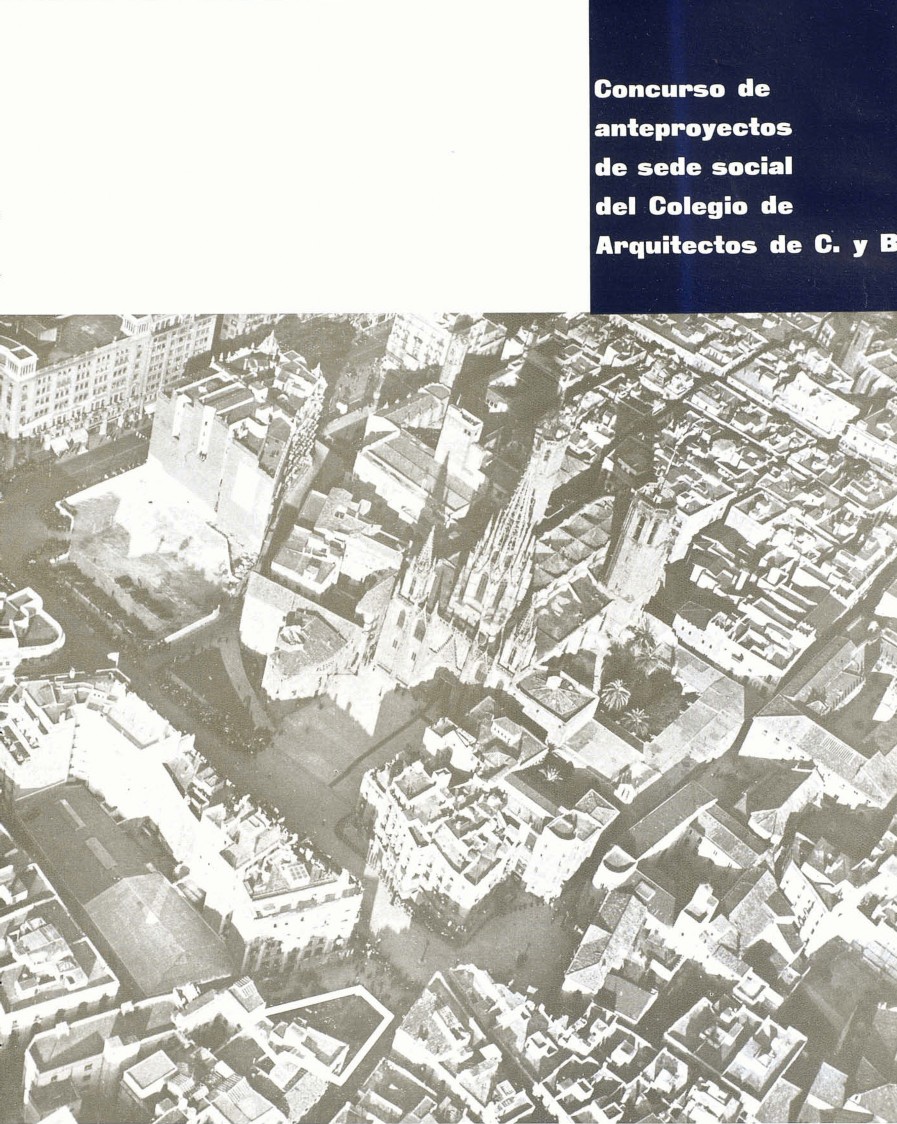 Concurso de
anteproyectos
de sede social
del Colegio de
Arquitectos de C. y B